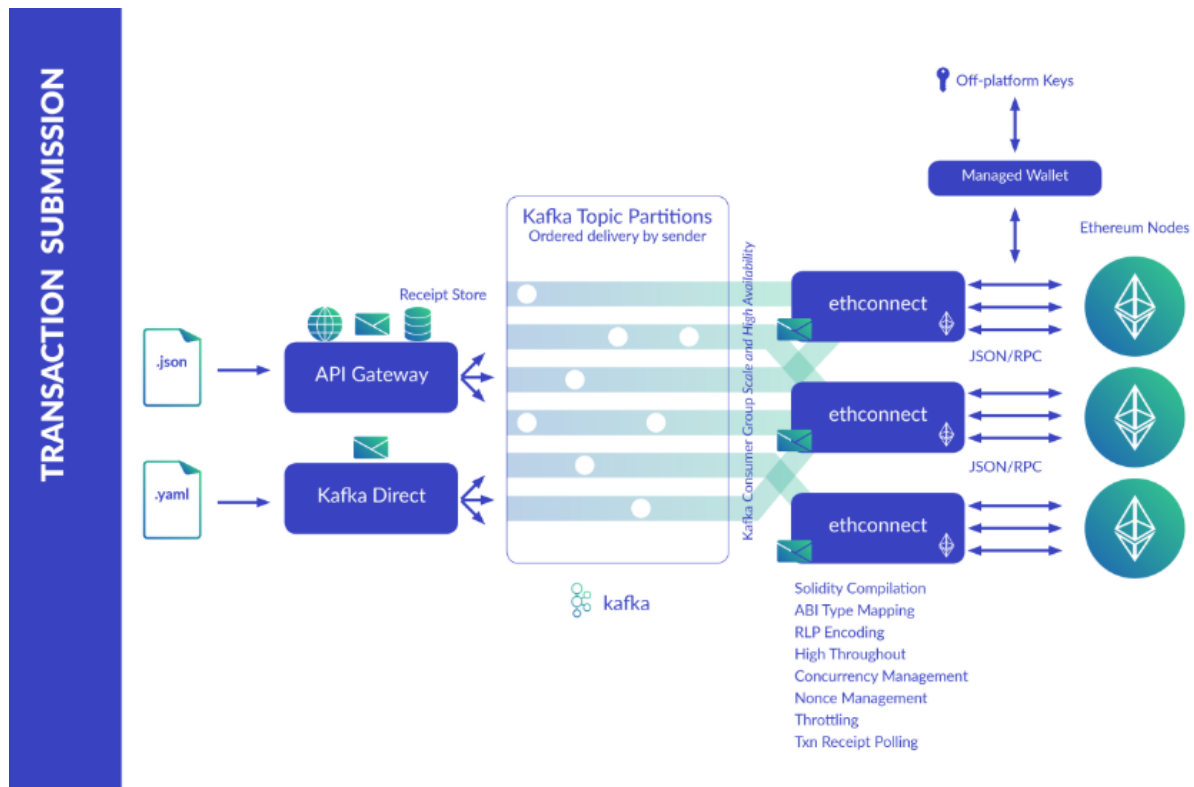 TRANSACTION SUBMISSION
Off-platform Keys
Managed Wallet
Ethereum Nodes
Kafka Topic Partitions
Ordered delivery by sender
Kafka Consumer Group Scale and High Availability
Receipt Store
.json
API Gateway
.yaml
Kafka Direct
kafka
ethconnect
JSON/RPC
ethconnect
JSON/RPC
ethconnect
Solidity Compilation
ABI Type Mapping
RLP Encoding
High Throughout
Concurrency Management
Nonce Management
Throttling
Txn Receipt Polling